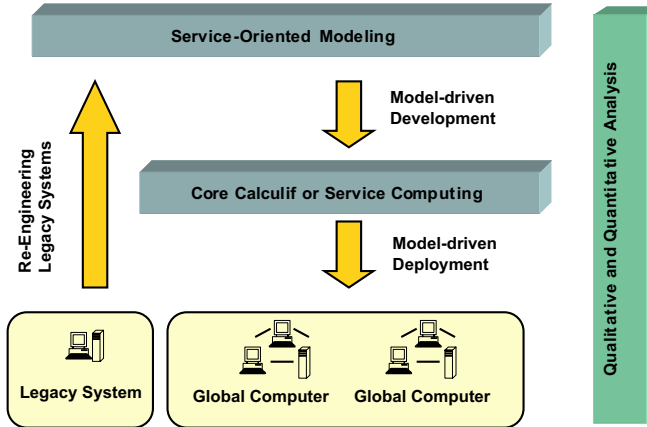 Service-Oriented Modeling
Model-driven
Development
Re-Engineering
Legacy Systems
Core Calculif or Service Computing
Model-driven
Deployment
Legacy System
Global Computer
Global Computer
Qualitative and Quantitative Analysis